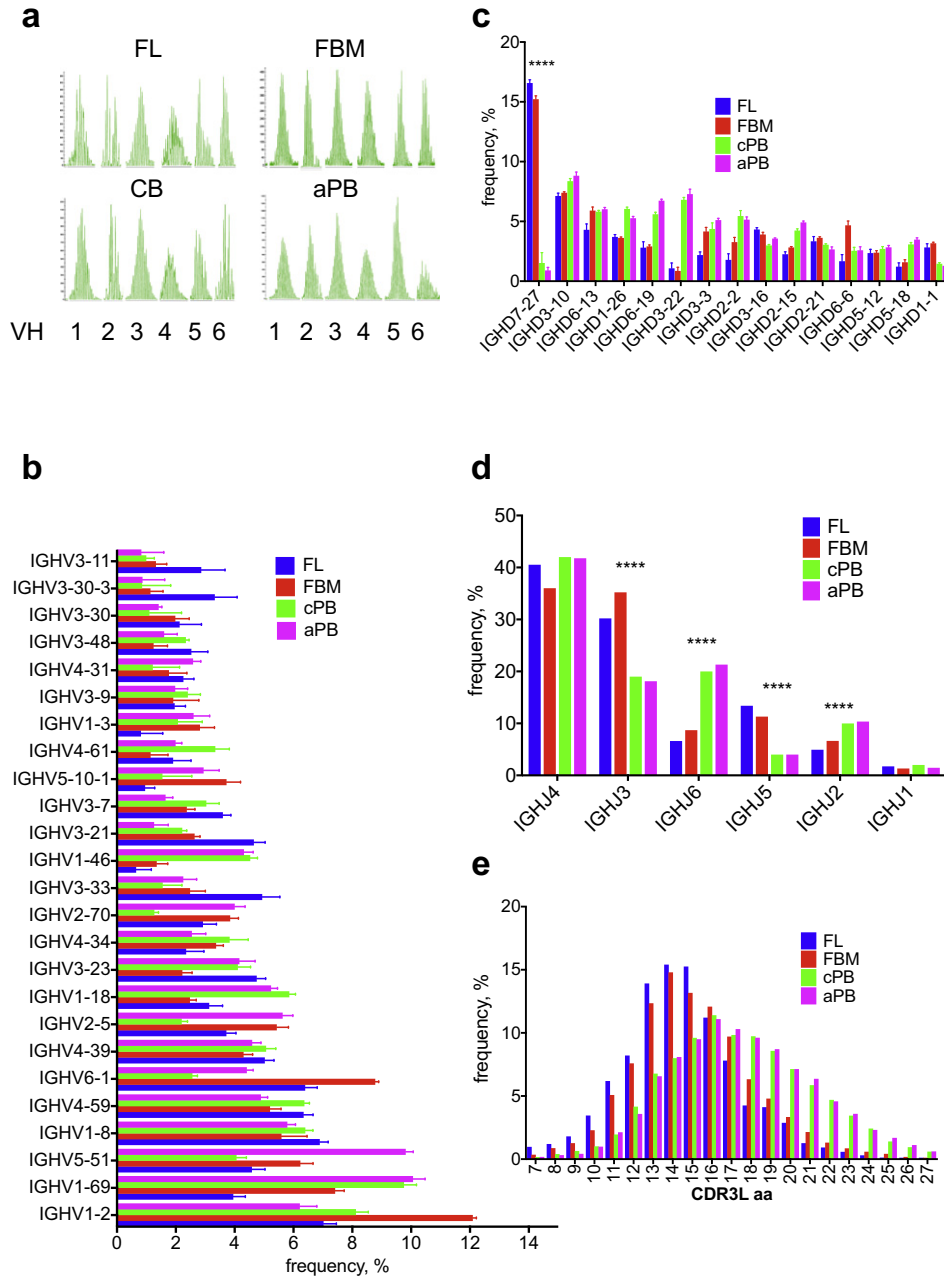 a
FL
FBM
CB
aPB
VH 1 2 3 4 5 6 1 2 3 4 5 6
c
20
15
10
5
0
frequency, %
****
FL
FBM
cPB
aPB
IGHD7-27
IGHD3-10
IGHD6-13
IGHD1-26
IGHD6-19
IGHD3-22
IGHD3-3
IGHD2-2
IGHD3-16
IGHD2-15
IGHD2-21
IGHD6-6
IGHD5-12
IGHD5-18
IGHD1-1
b
IGHV3-11
IGHV3-30-3
IGHV3-30
IGHV3-48
IGHV4-31
IGHV3-9
IGHV1-3
IGHV4-61
IGHV5-10-1
IGHV3-7
IGHV3-21
IGHV1-46
IGHV3-33
IGHV2-70
IGHV4-34
IGHV3-23
IGHV1-18
IGHV2-5
IGHV4-39
IGHV6-1
IGHV4-59
IGHV1-8
IGHV5-51
IGHV1-69
IGHV1-2
FL
FBM
cPB
aPB
0 2 4 6 8 10 12 14
frequency, %
d
50
40
30
20
10
0
frequency, %
FL
FBM
cPB
aPB
****
****
****
****
IGHJ4
IGHJ3
IGHJ6
IGHJ5
IGHJ2
IGHJ1
e
20
15
10
5
0
frequency, %
FL
FBM
cPB
aPB
7 8 9 10 11 12 13 14 15 16 17 18 19 20 21 22 23 24 25 26 27
CDR3L aa